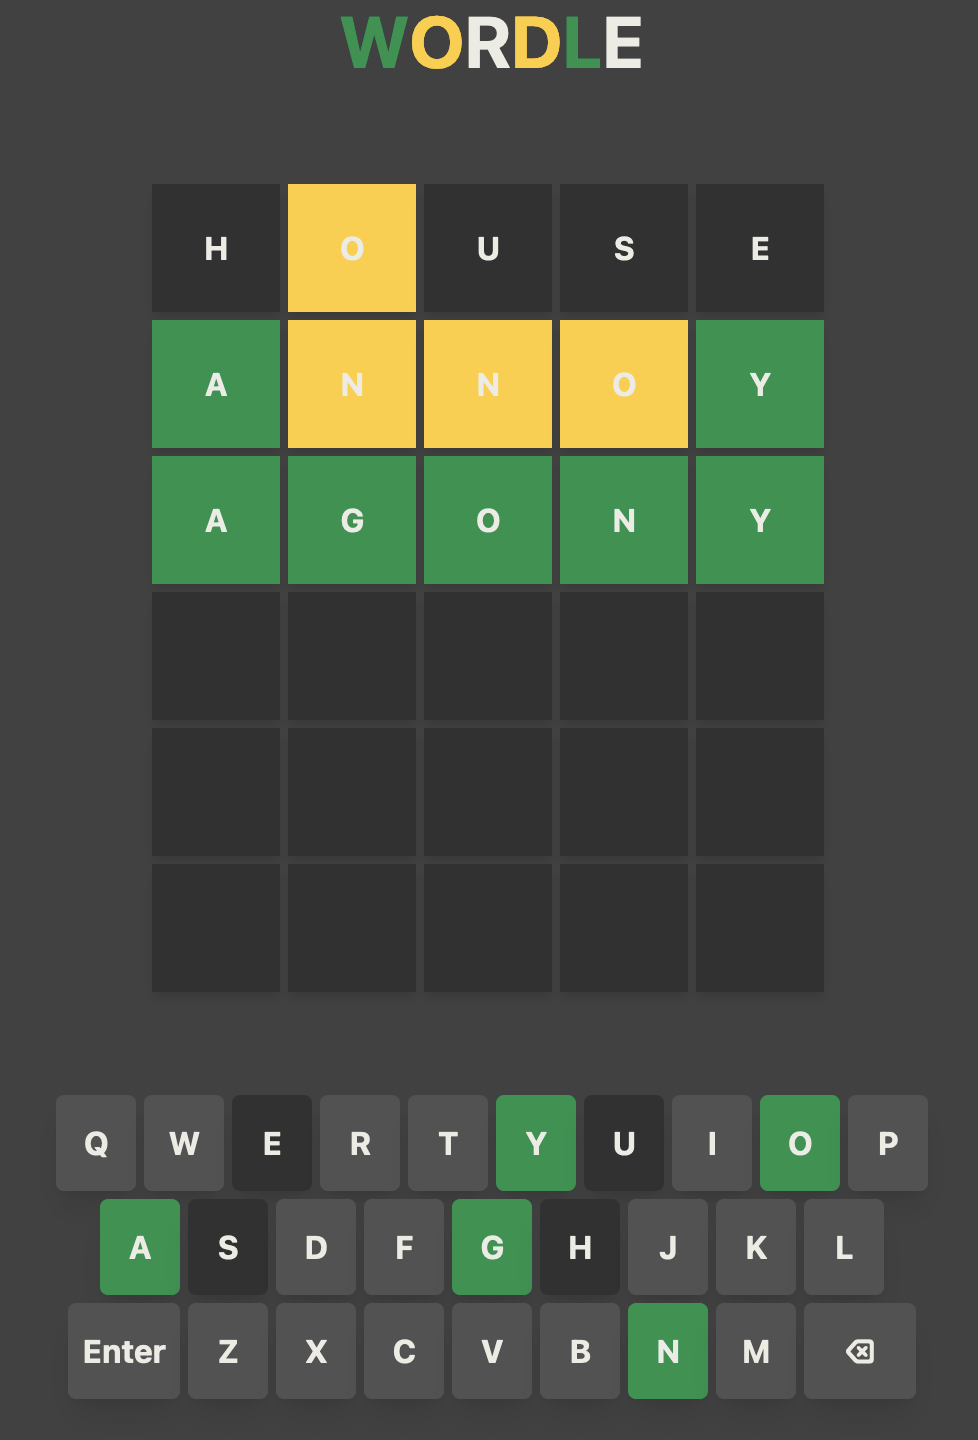 WORDLE
H O U S E
A N N O Y
A G O N Y
Q W E R T Y U I O P
A S D F G H J K L
Enter Z X C V B N M